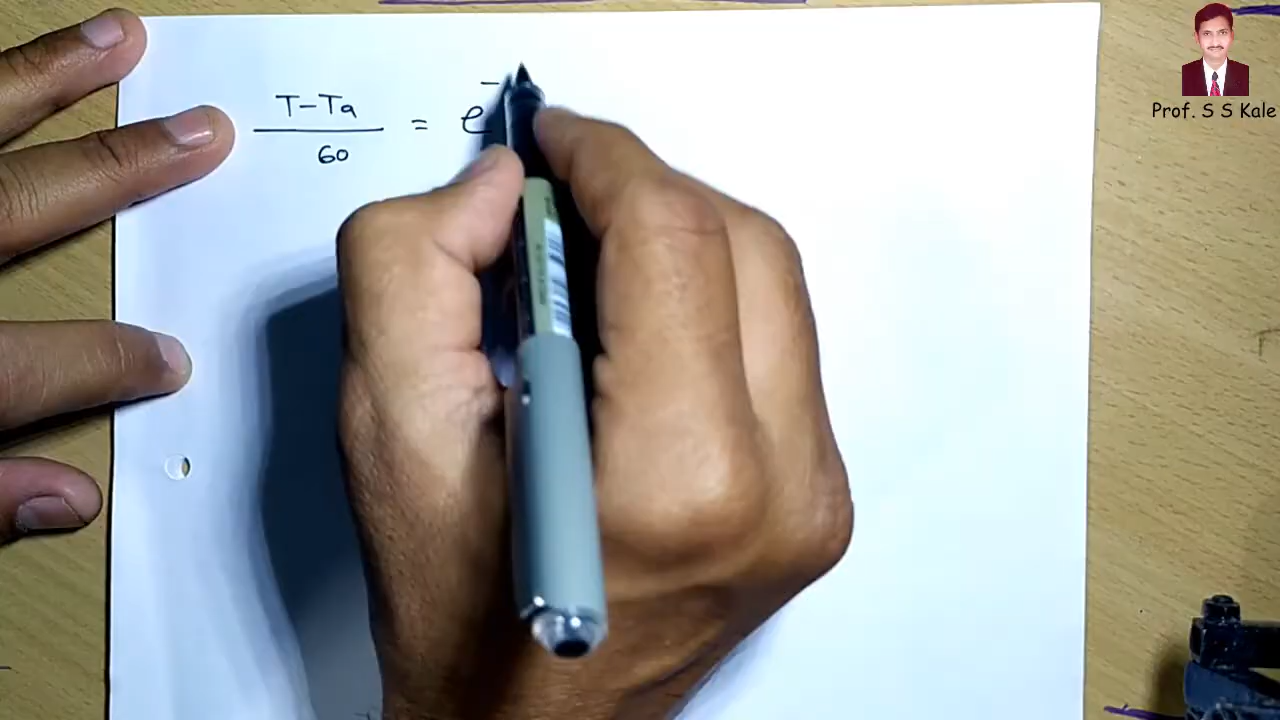 Prof. S S Kale
T-Ta
= e^-
60